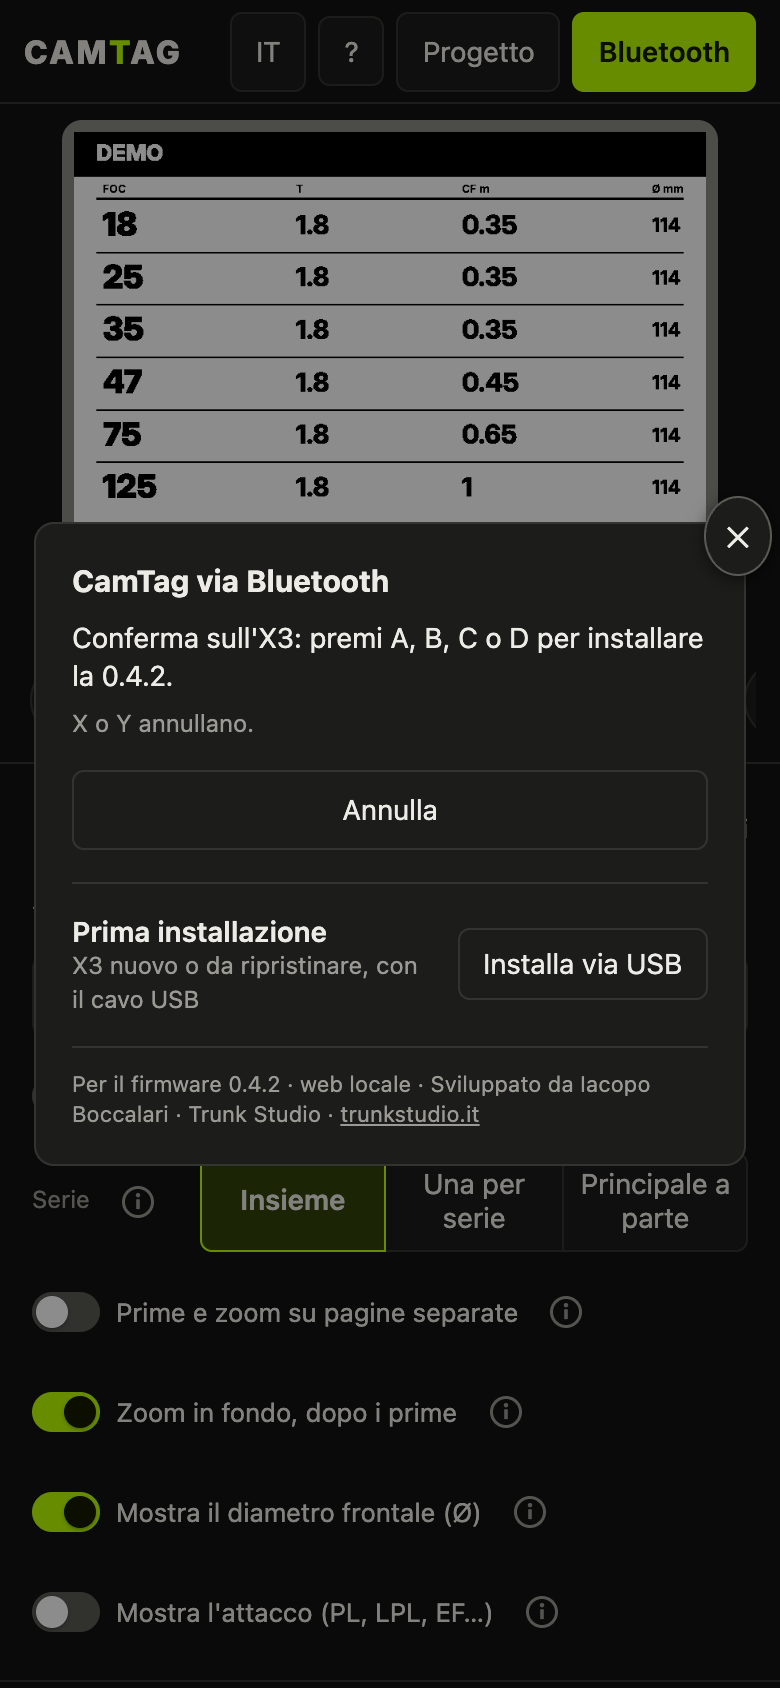 CAMTAG IT ? Progetto Bluetooth
DEMO
FOC T CF m Ø mm
18 1.8 0.35 114
25 1.8 0.35 114
35 1.8 0.35 114
47 1.8 0.45 114
75 1.8 0.65 114
125 1.8 1 114
CamTag via Bluetooth
Conferma sull'X3: premi A, B, C o D per installare
la 0.4.2.
X o Y annullano.
Annulla
Prima installazione
X3 nuovo o da ripristinare, con
il cavo USB
Installa via USB
Per il firmware 0.4.2 · web locale · Sviluppato da Iacopo
Boccalari · Trunk Studio · trunkstudio.it
Serie
Insieme
Una per
serie
Principale a
parte
Prime e zoom su pagine separate
Zoom in fondo, dopo i prime
Mostra il diametro frontale (Ø)
Mostra l'attacco (PL, LPL, EF...)